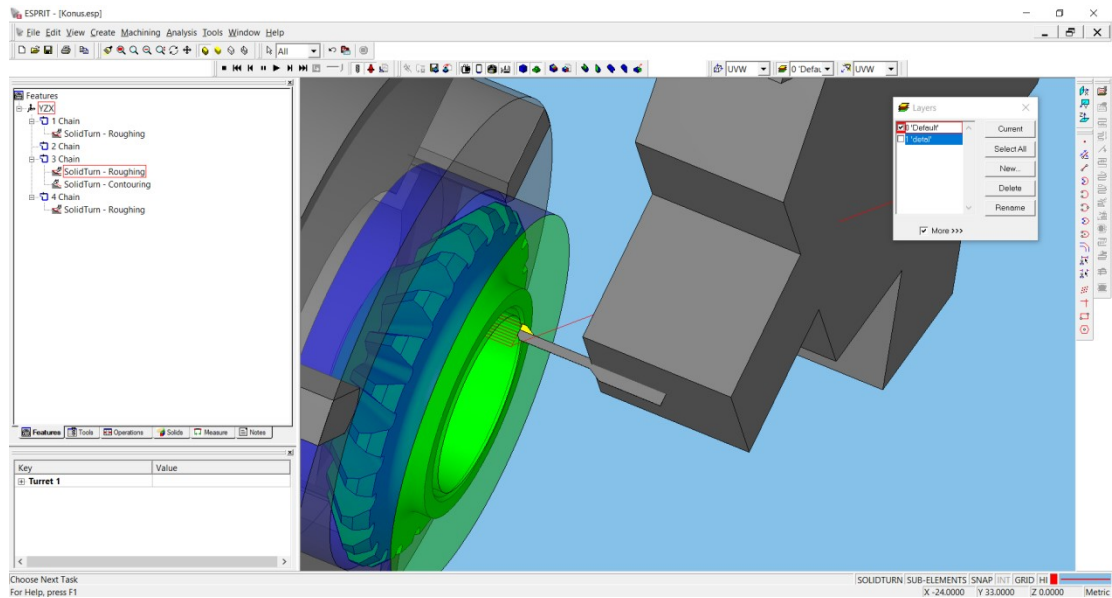 ESPRIT - [Konus.esp]
File Edit View Create Machining Analysis Tools Window Help
All
UVW
0 'Defau
UVW
Features
YZX
1 Chain
SolidTurn - Roughing
2 Chain
3 Chain
SolidTurn - Roughing
SolidTurn - Contouring
4 Chain
SolidTurn - Roughing
Features Tools Operations Solids Measure Notes
Key Value
Turret 1
Layers
0 'Default'
1 'detal'
Current
Select All
New...
Delete
Rename
More >>>
Choose Next Task
SOLIDTURN SUB-ELEMENTS SNAP INT GRID HI
For Help, press F1
X -24.0000 Y 33.0000 Z 0.0000 Metric